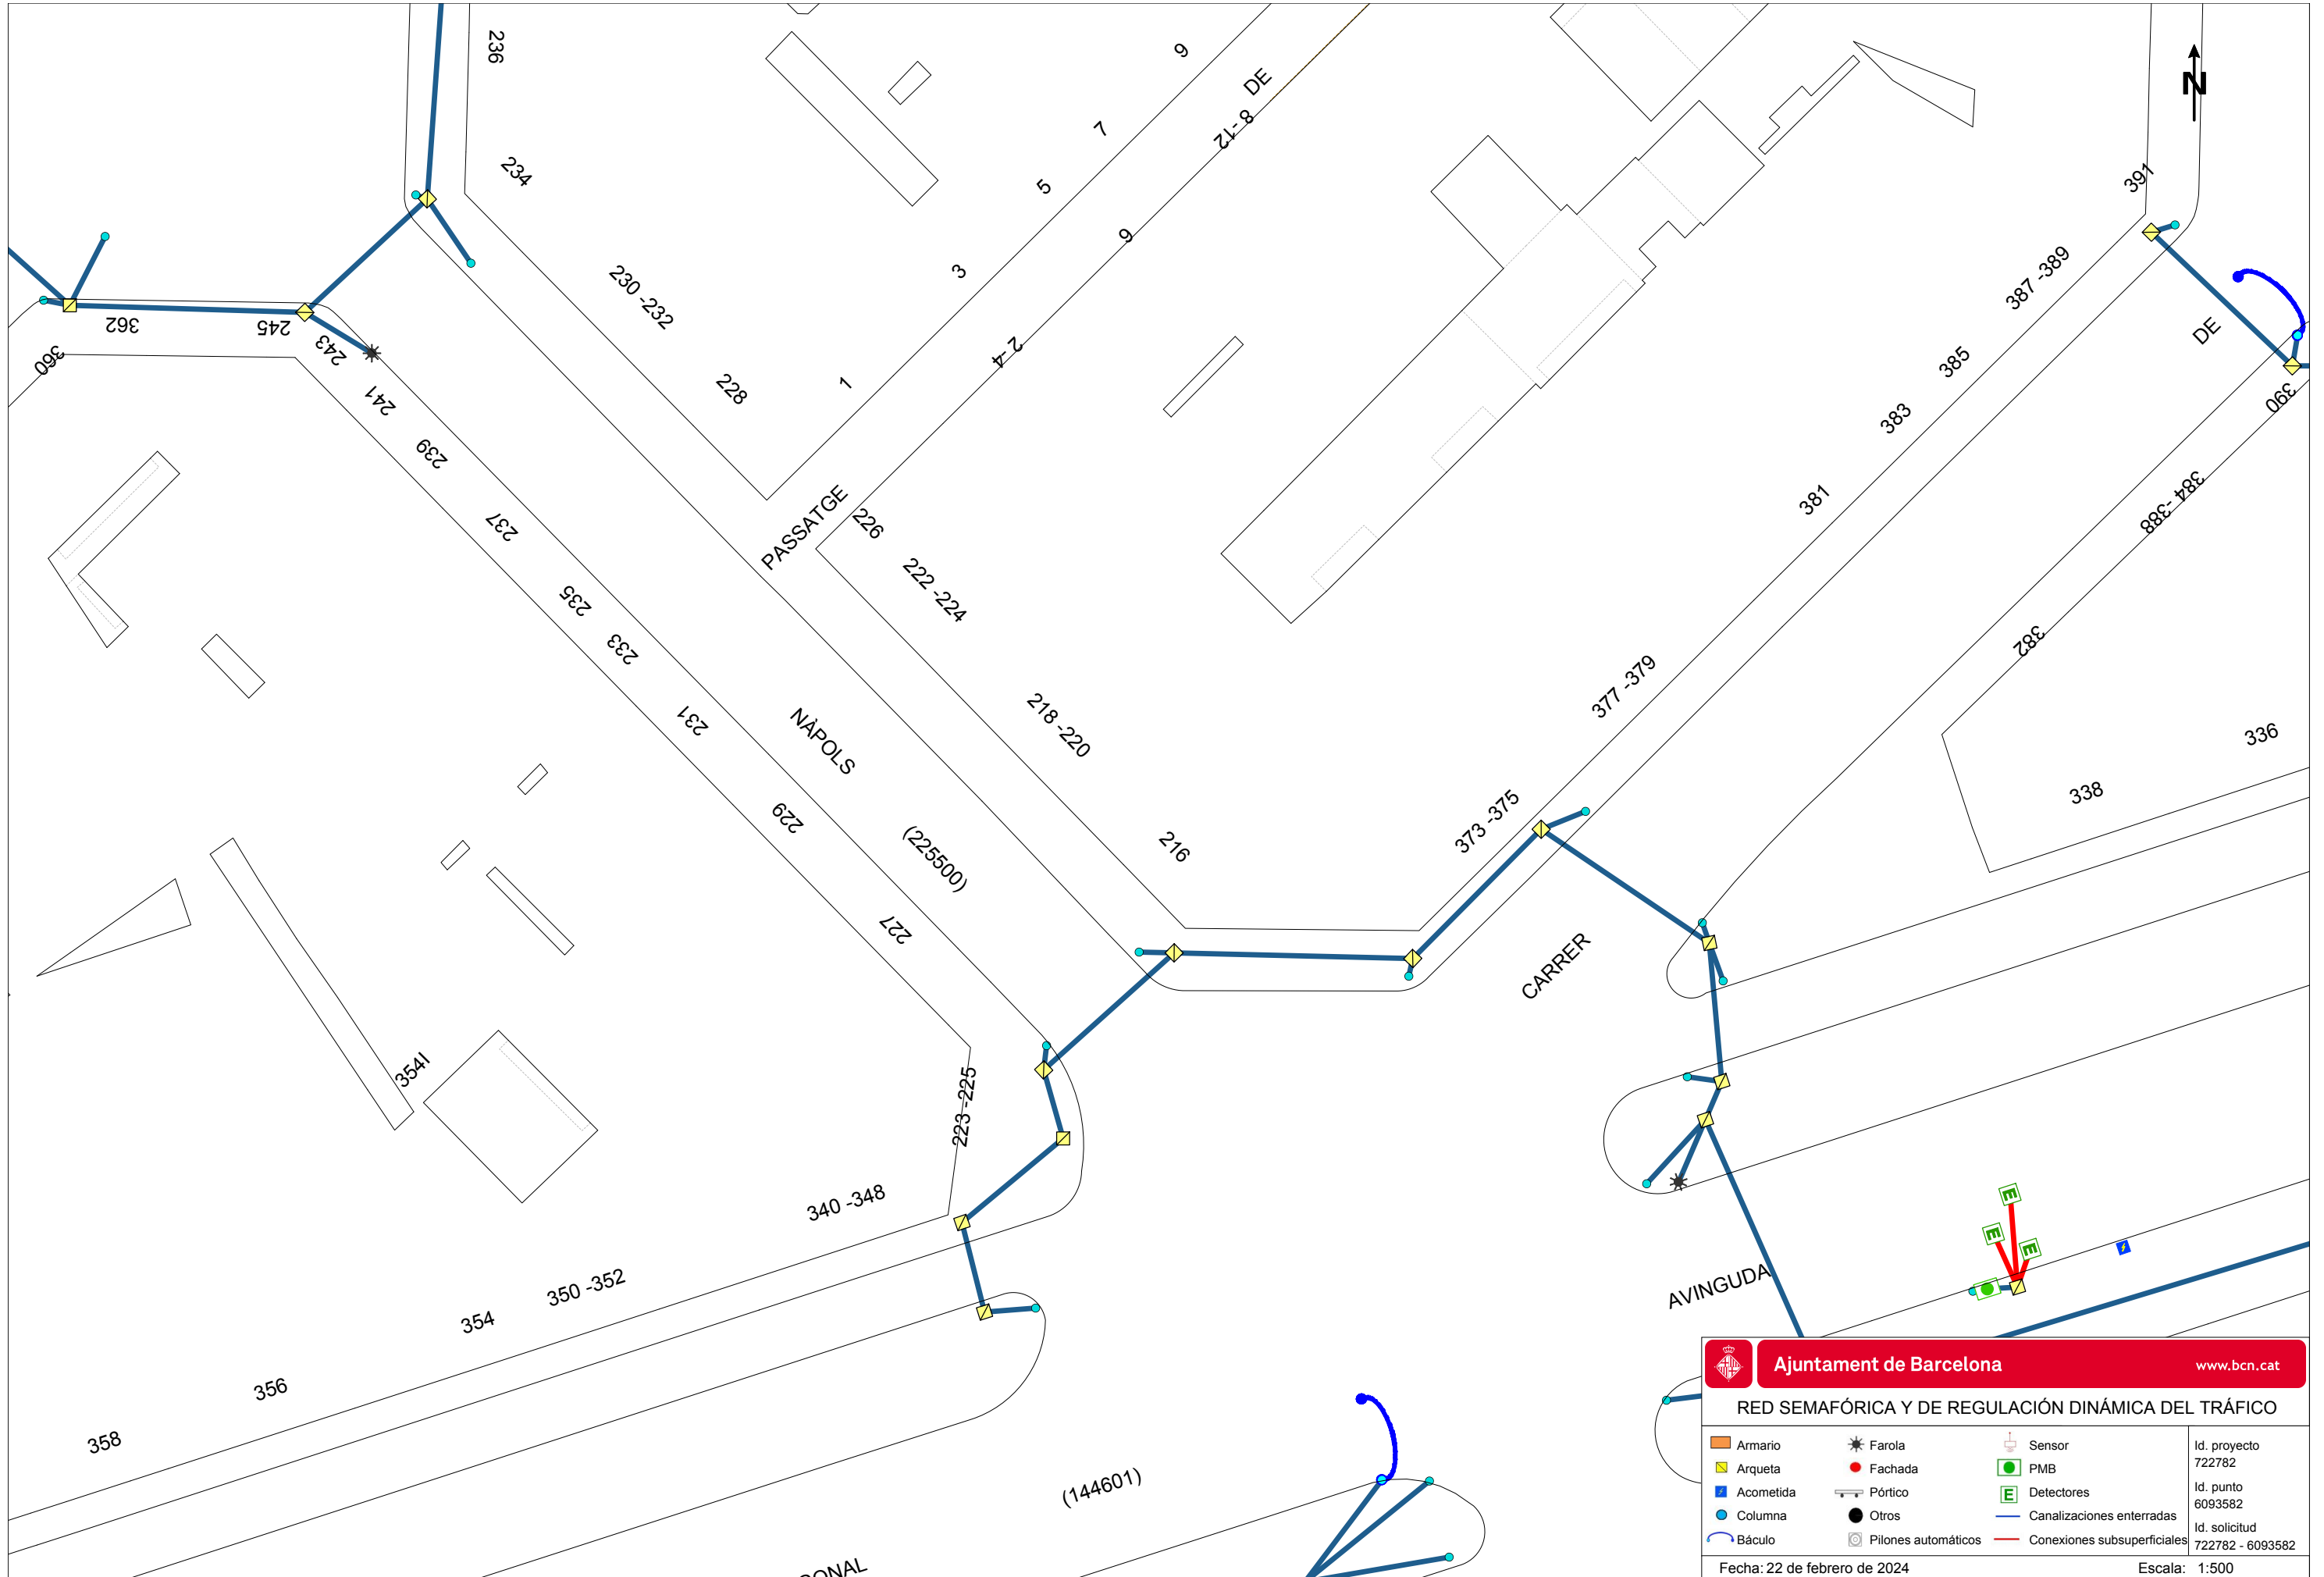 236
9
DE
N
234
7
8 -12
5
391
6
3
230 -232
387 -389
362
245
243
360
DE
2 -4
228
1
385
241
390
383
239
384 -388
PASSATGE
226
381
237
222 -224
235
233
382
377 -379
218 -220
231
NÀPOLS
336
338
229
373 -375
216
(225500)
227
CARRER
354I
223 -225
340 -348
AVINGUDA
350 -352
354
356
358
(144601)
Ajuntament de Barcelona
www.bcn.cat
RED SEMAFÓRICA Y DE REGULACIÓN DINÁMICA DEL TRÁFICO
Armario
Arqueta
Acometida
Columna
Báculo
Farola
Fachada
Pórtico
Otros
Pilones automáticos
Sensor
PMB
E Detectores
Canalizaciones enterradas
Conexiones subsuperficiales
Id. proyecto
722782
Id. punto
6093582
Id. solicitud
722782 - 6093582
Fecha: 22 de febrero de 2024
Escala: 1:500
E
E
E